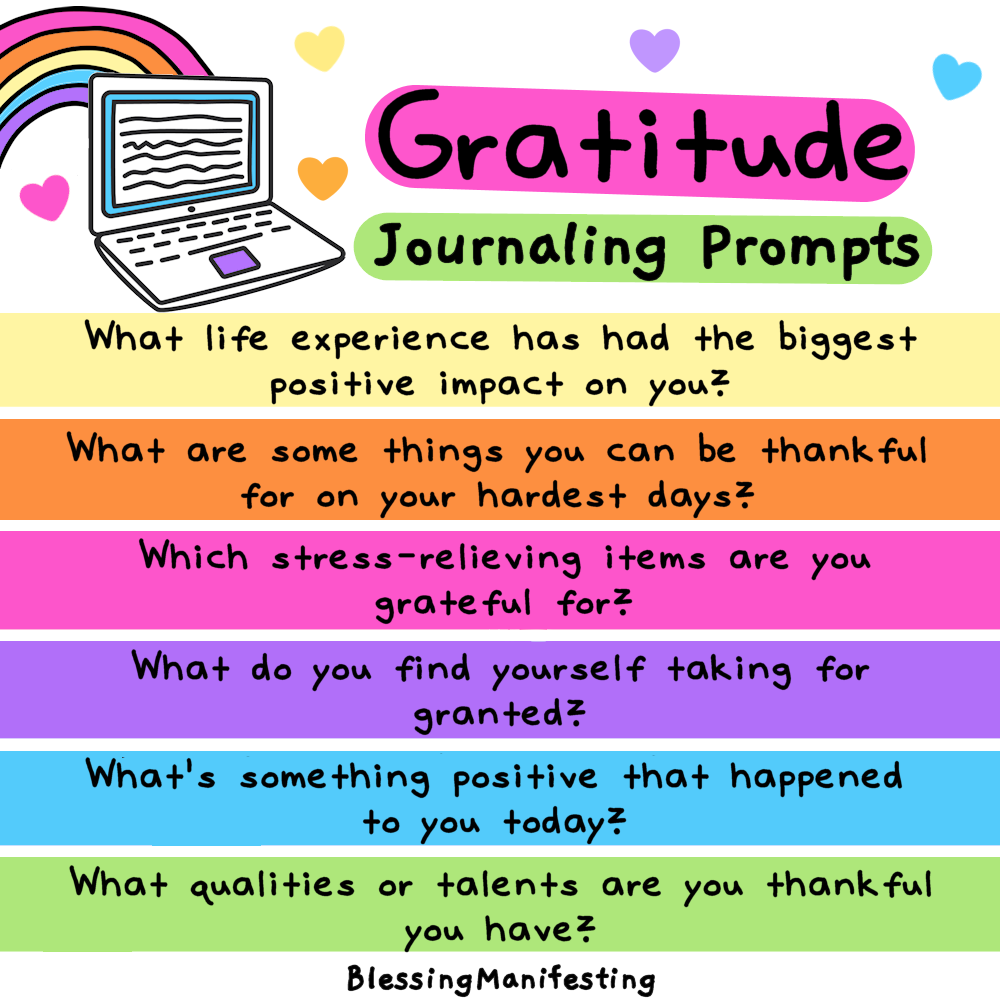 Gratitude
Journaling Prompts
What life experience has had the biggest
positive impact on you?
What are some things you can be thankful
for on your hardest days?
Which stress-relieving items are you
grateful for?
What do you find yourself taking for
granted?
What's something positive that happened
to you today?
What qualities or talents are you thankful
you have?
BlessingManifesting